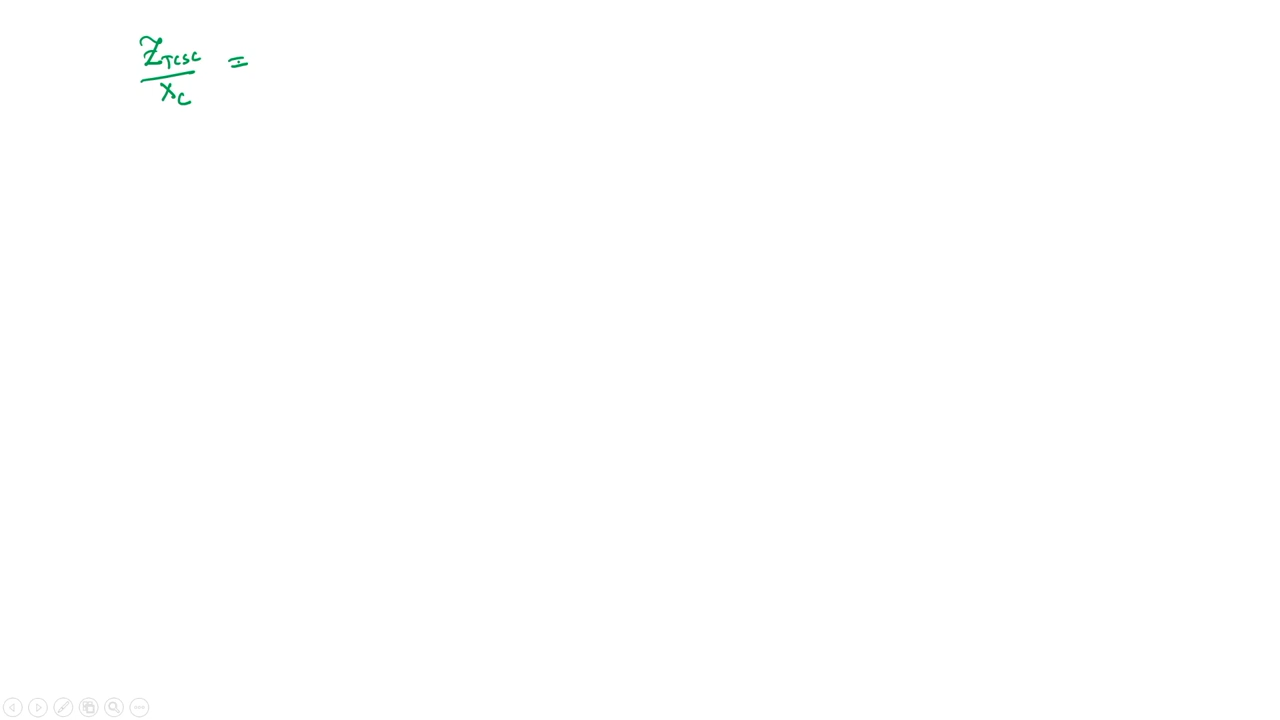 Z_TCSC / X_C =